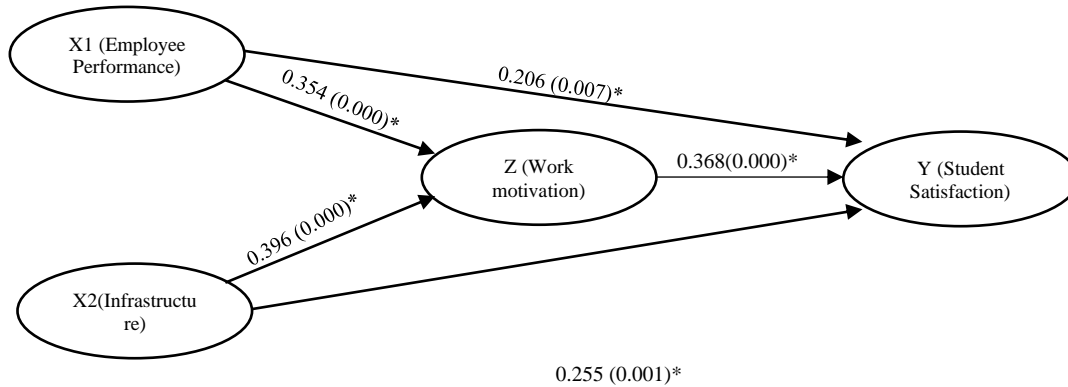 X1 (Employee
Performance)
0.206 (0.007)*
0.354 (0.000)*
Z (Work
motivation)
0.368(0.000)*
Y (Student
Satisfaction)
0.396 (0.000)*
X2(Infrastructu
re)
0.255 (0.001)*